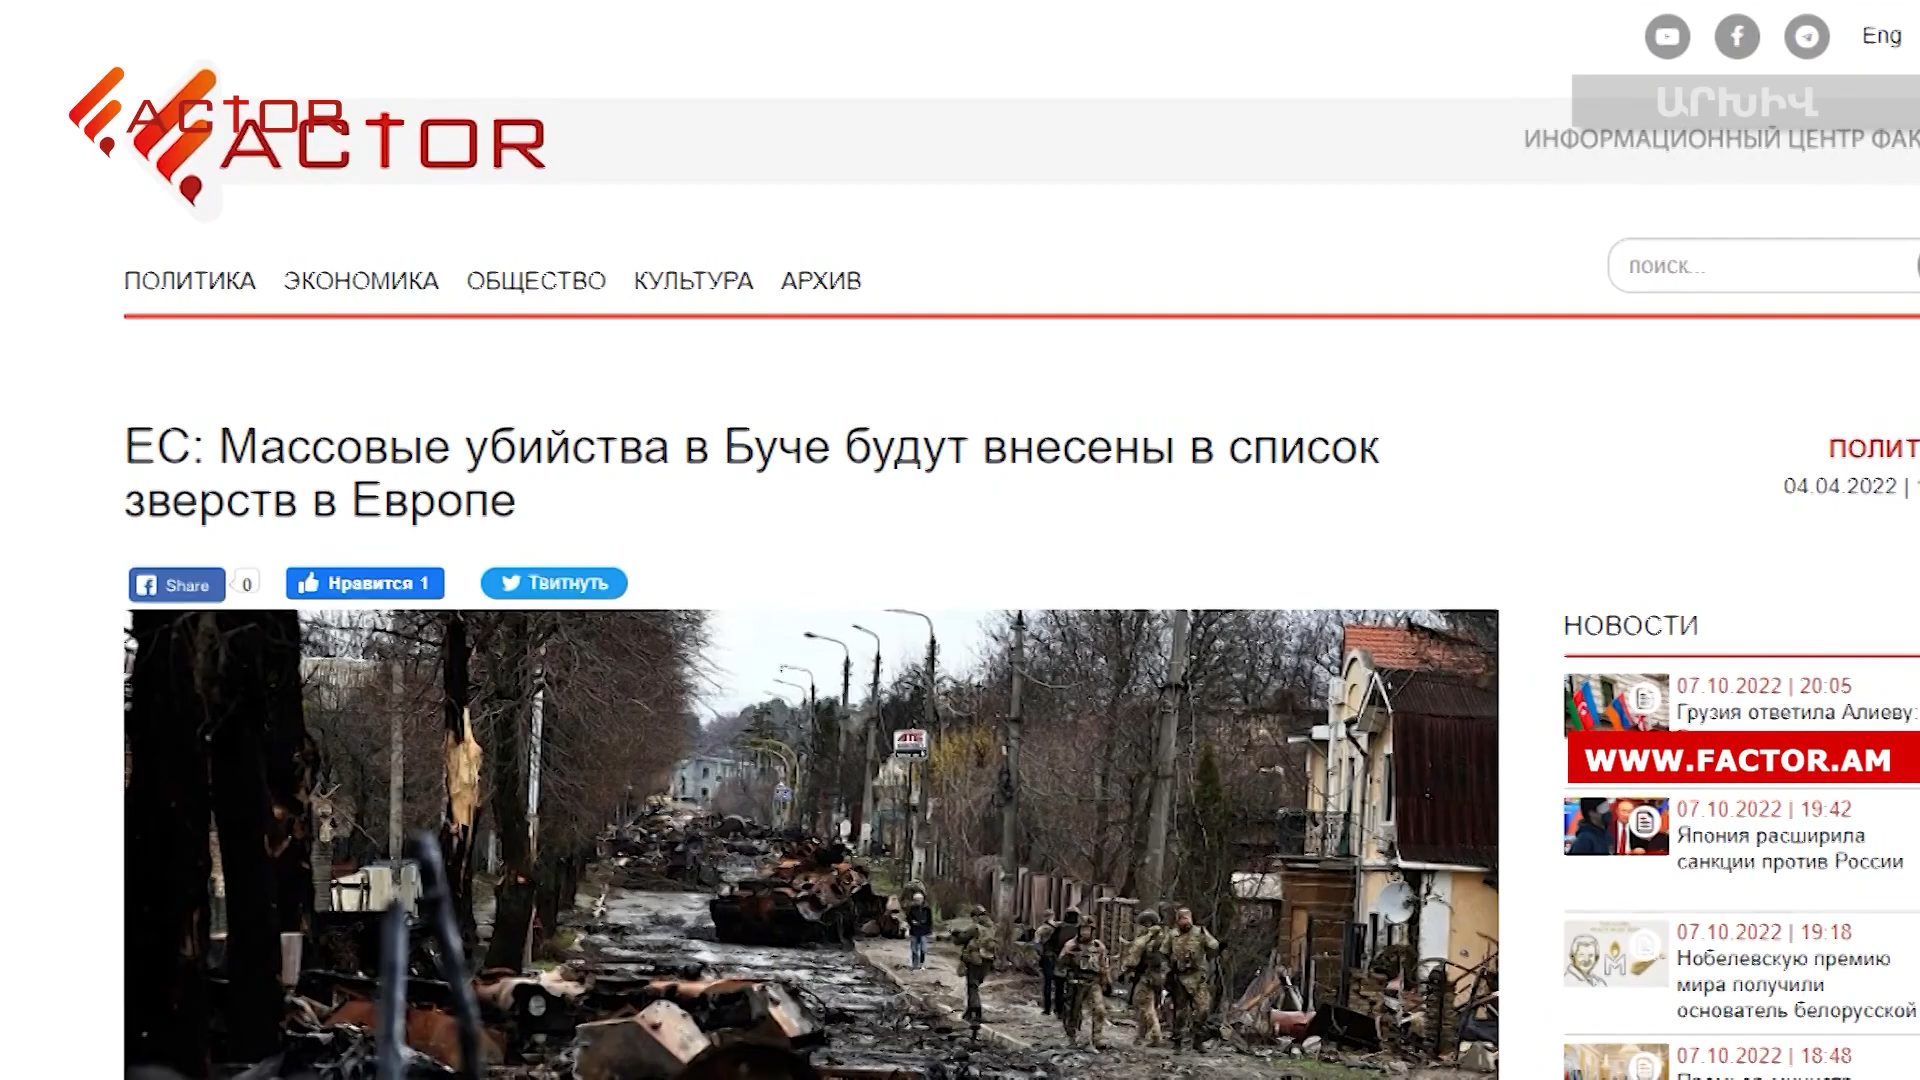 Eng
ԱՐԽԻՎ
ACTOR
ACTOR
ИНФОРМАЦИОННЫЙ ЦЕНТР ФАК
ПОЛИТИКА ЭКОНОМИКА ОБЩЕСТВО КУЛЬТУРА АРХИВ
поиск...
ЕС: Массовые убийства в Буче будут внесены в список
зверств в Европе
ПОЛИТ
04.04.2022 |
Share 0 Нравится 1 Твитнуть
НОВОСТИ
07.10.2022 | 20:05
Грузия ответила Алиеву:
WWW.FACTOR.AM
07.10.2022 | 19:42
Япония расширила
санкции против России
07.10.2022 | 19:18
Нобелевскую премию
мира получили
основатель белорусской
07.10.2022 | 18:48